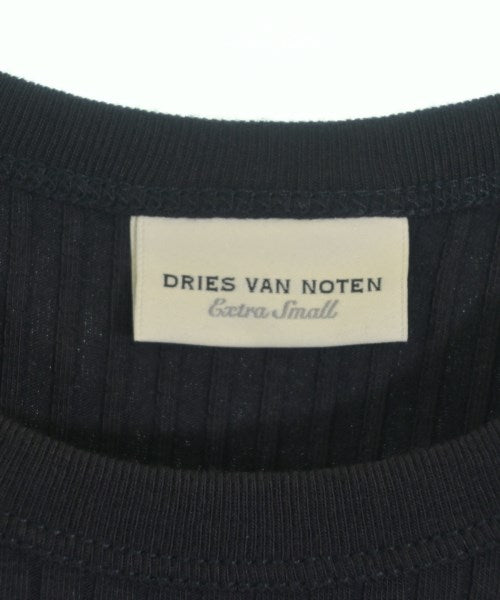 DRIES VAN NOTEN
Extra Small